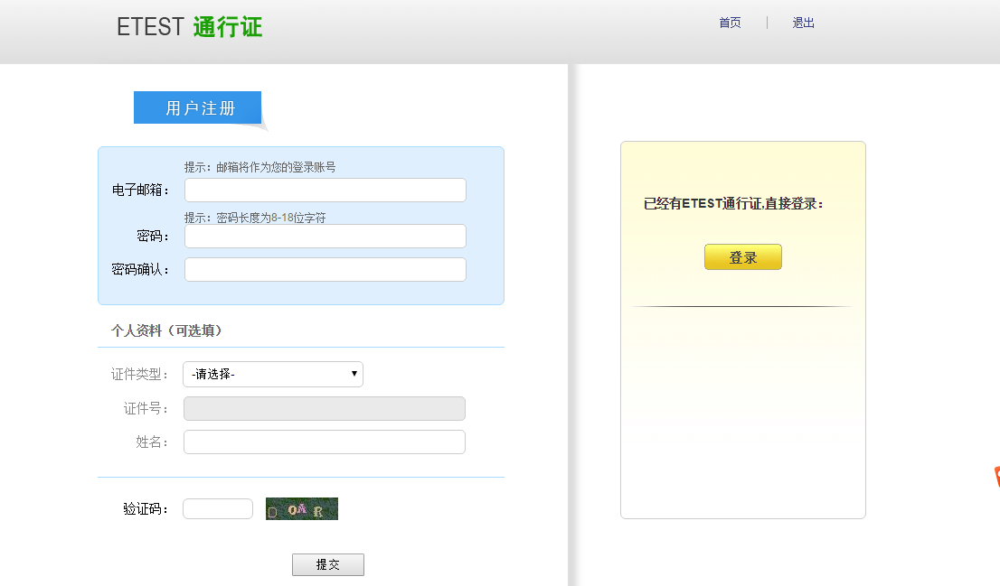 ETEST 通行证
首页 | 退出
用户注册
提示：邮箱将作为您的登录账号
电子邮箱：
提示：密码长度为8-18位字符
密码：
密码确认：
个人资料（可选填）
证件类型： -请选择-
证件号：
姓名：
验证码： D O A R
提交
已经有ETEST通行证,直接登录：
登录